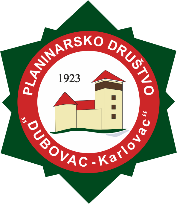 PLANINARSKO DRUŠTVO
1923
„DUBOVAC - Karlovac“